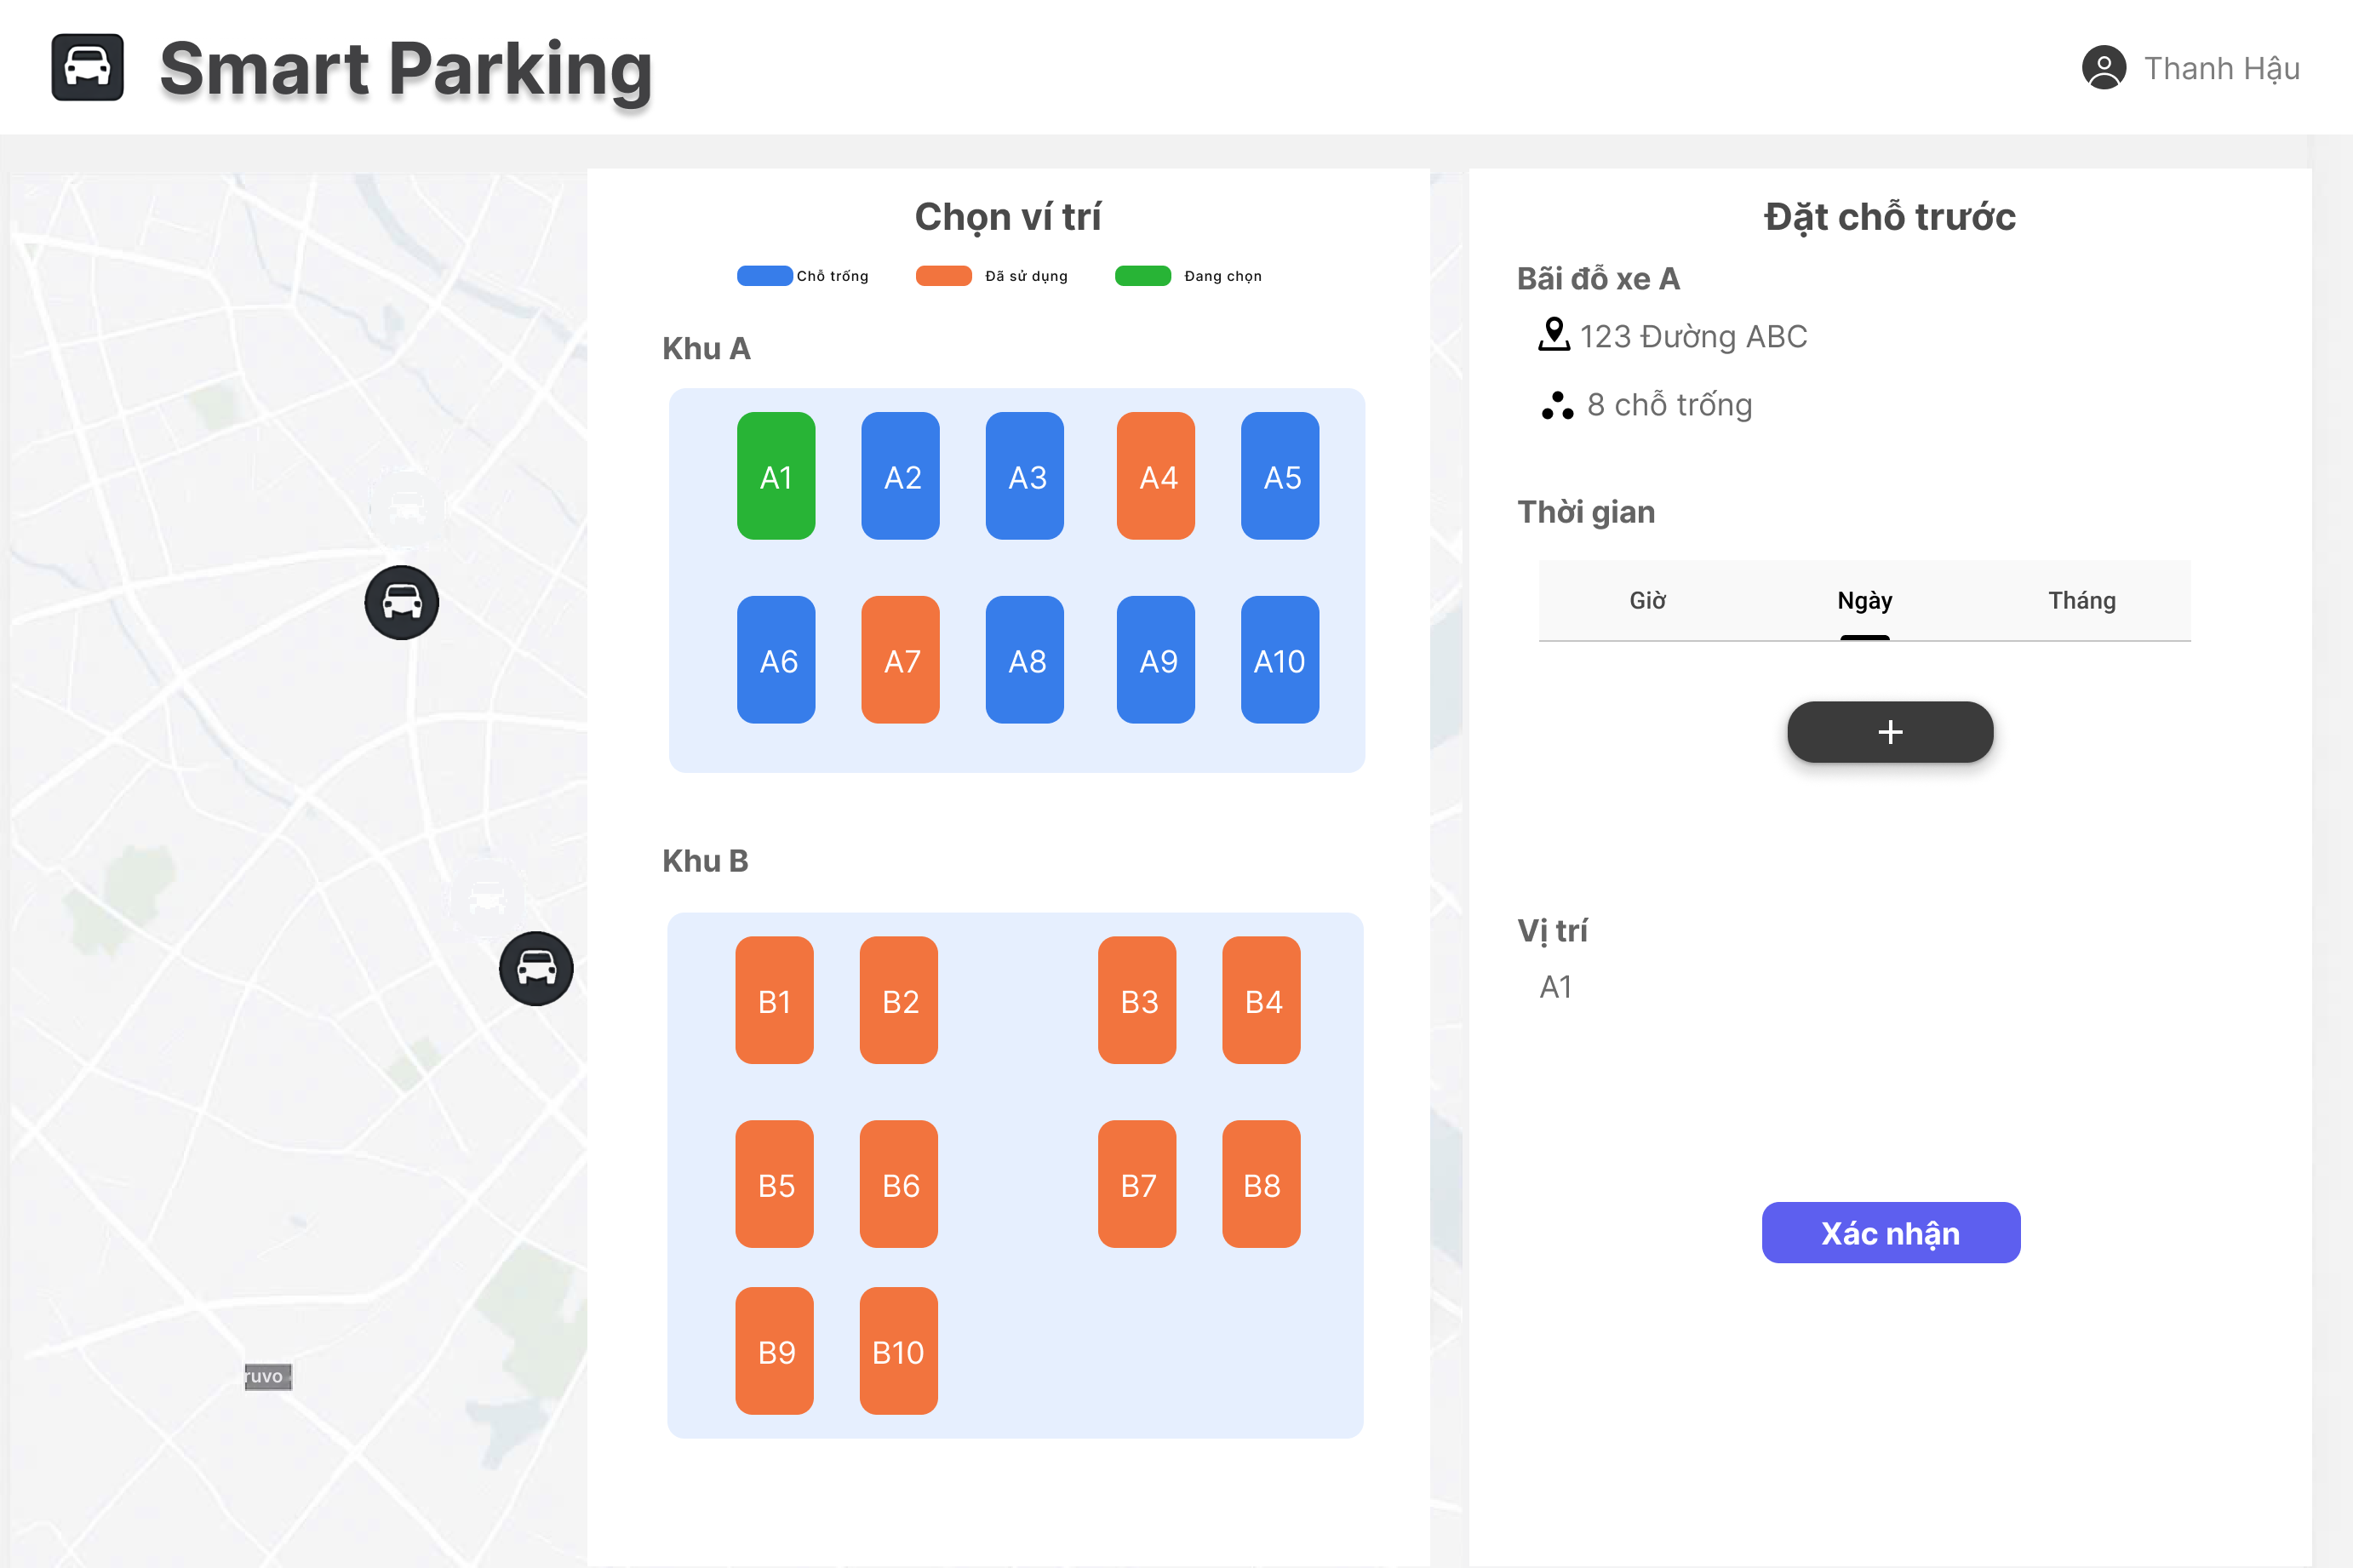 Smart Parking
Thanh Hậu
Chọn ví trí
Chỗ trống
Đã sử dụng
Đang chọn
Khu A
A1 A2 A3 A4 A5
A6 A7 A8 A9 A10
Khu B
B1 B2 B3 B4
B5 B6 B7 B8
B9 B10
Đặt chỗ trước
Bãi đỗ xe A
123 Đường ABC
8 chỗ trống
Thời gian
Giờ Ngày Tháng
+
Vị trí
A1
Xác nhận
ruvo